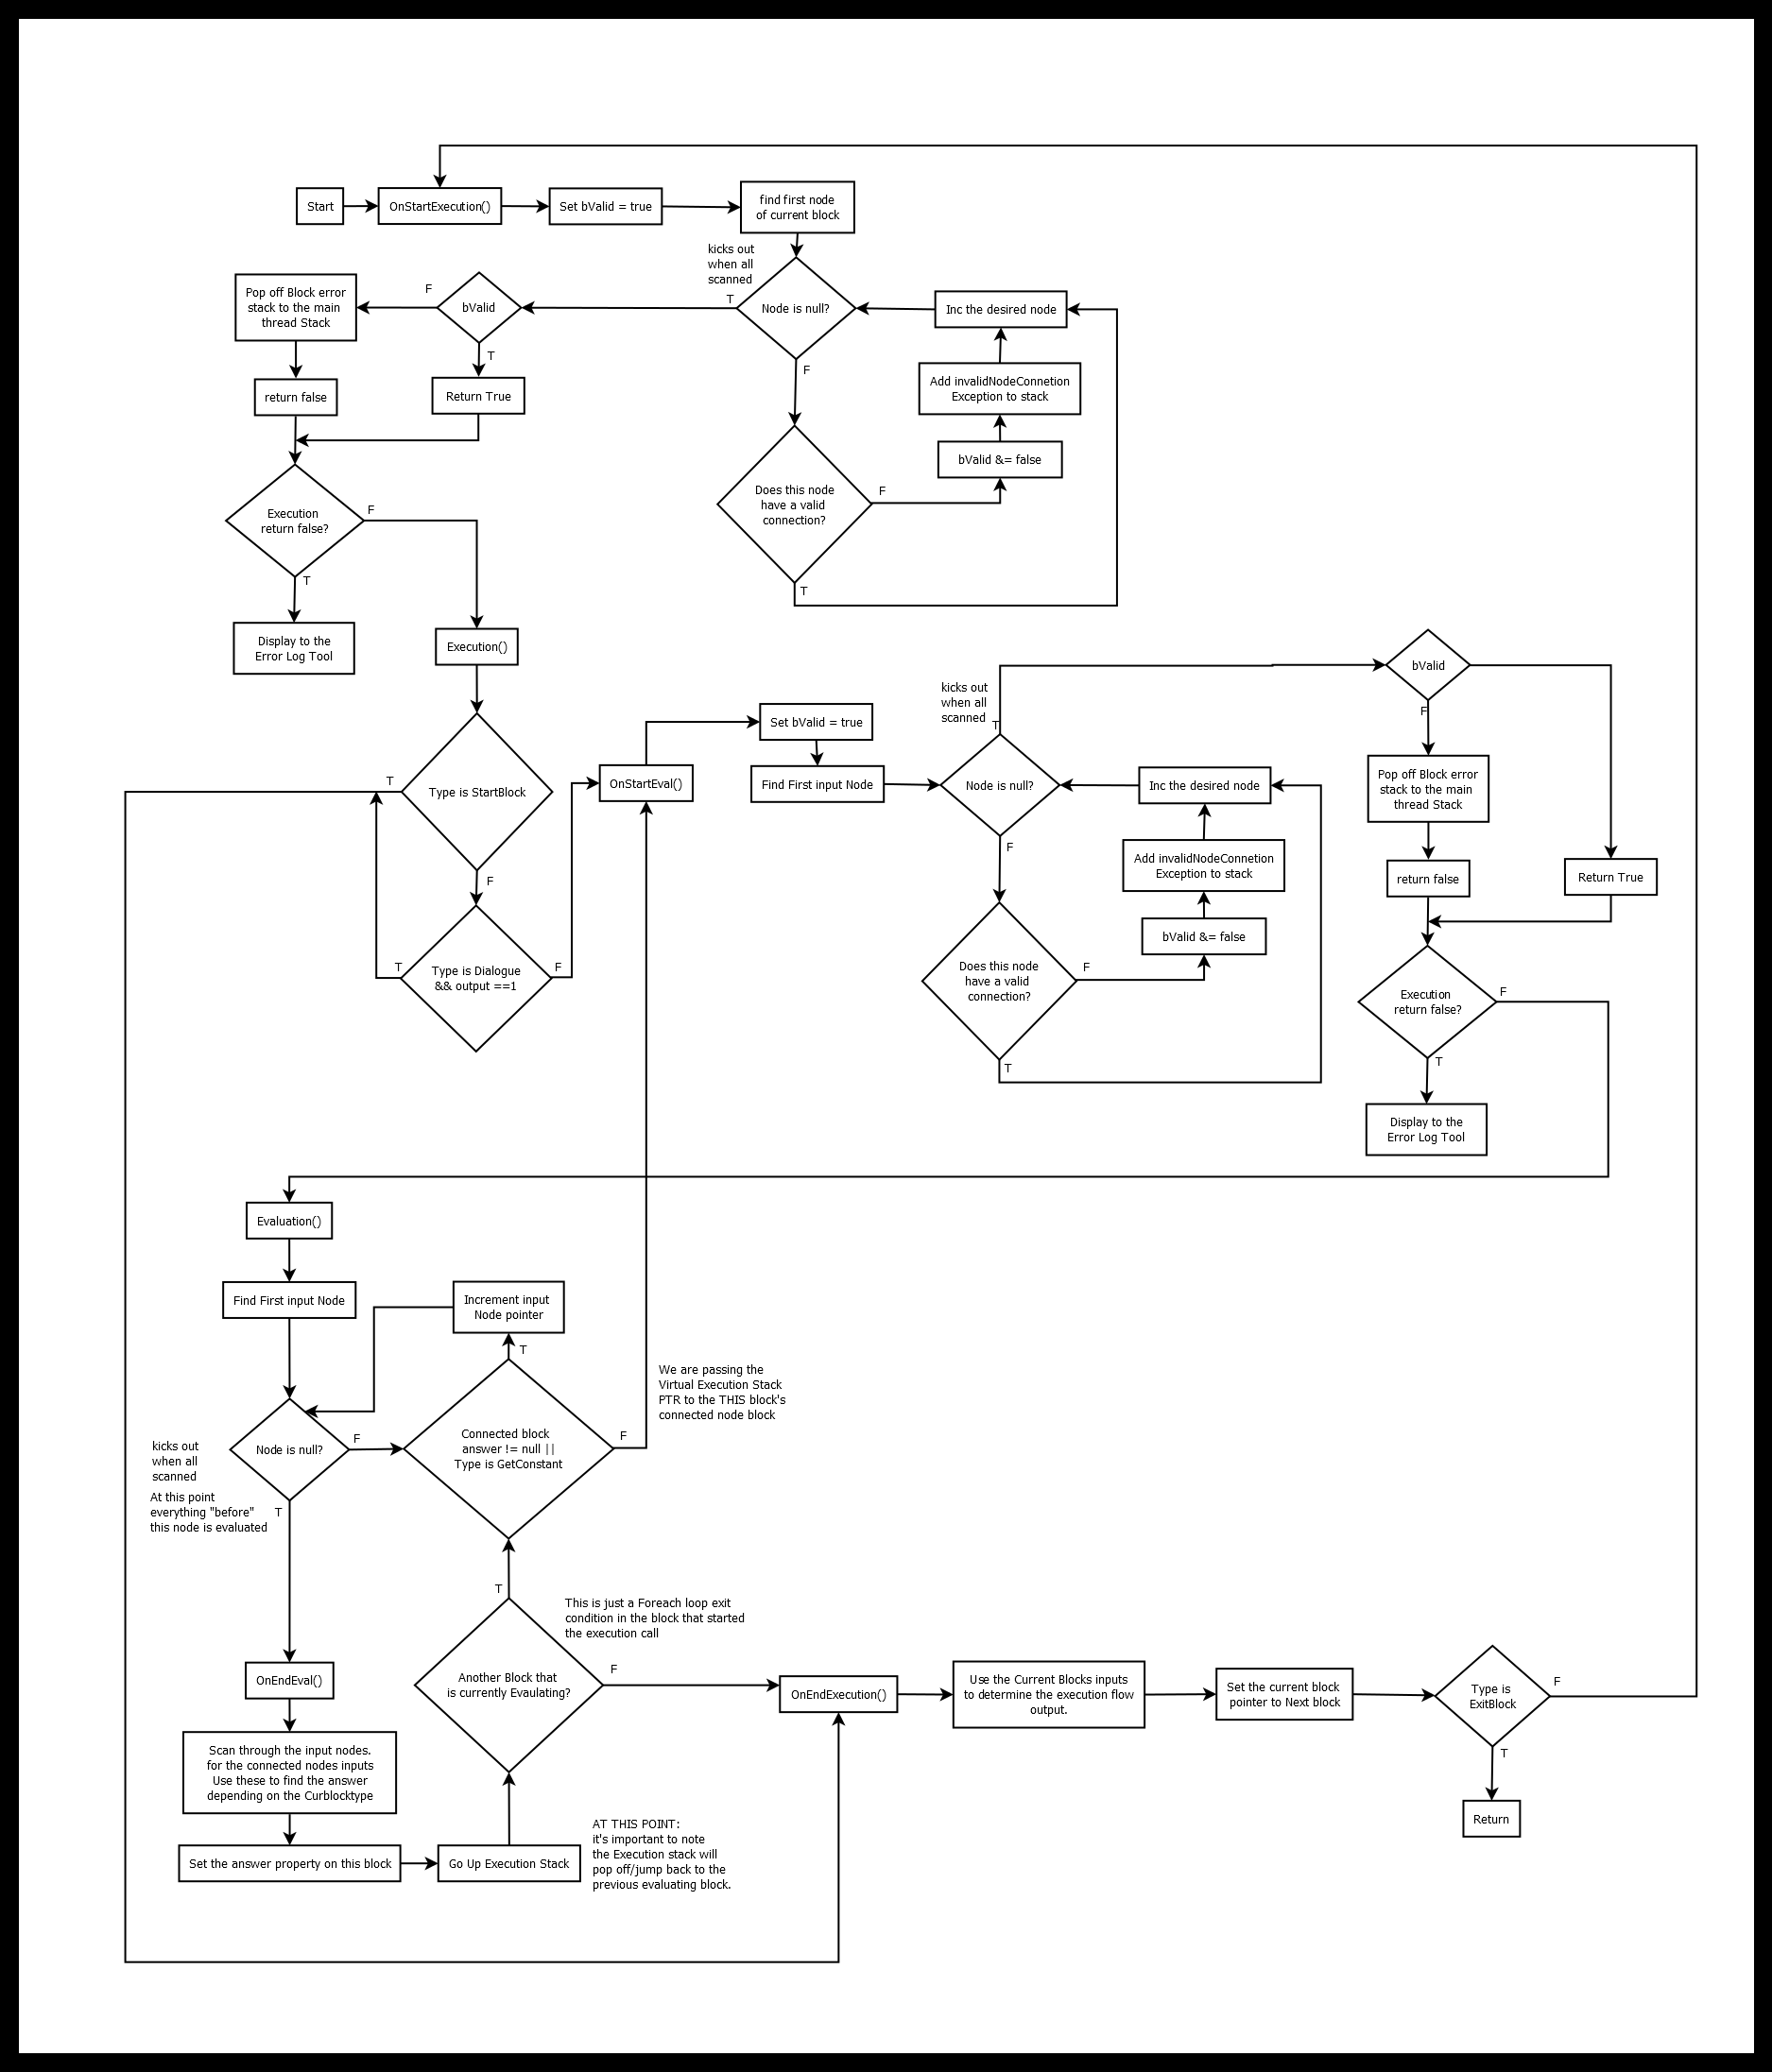 Start
OnStartExecution()
Set bValid = true
find first node
of current block
kicks out
when all
scanned
T
Node is null?
F
Inc the desired node
Add invalidNodeConnetion
Exception to stack
bValid &= false
Does this node
have a valid
connection?
F
T
bValid
F
T
Pop off Block error
stack to the main
thread Stack
return false
Return True
Execution
return false?
F
T
Display to the
Error Log Tool
Execution()
Type is StartBlock
T
F
Type is Dialogue
&& output ==1
T
F
OnStartEval()
Set bValid = true
Find First input Node
kicks out
when all
scanned
T
Node is null?
F
Inc the desired node
Add invalidNodeConnetion
Exception to stack
bValid &= false
Does this node
have a valid
connection?
F
T
bValid
F
Pop off Block error
stack to the main
thread Stack
return false
Return True
Execution
return false?
F
T
Display to the
Error Log Tool
Evaluation()
Find First input Node
Increment input
Node pointer
T
Node is null?
F
kicks out
when all
scanned
At this point
everything "before"
this node is evaluated
T
Connected block
answer != null ||
Type is GetConstant
F
We are passing the
Virtual Execution Stack
PTR to the THIS block's
connected node block
OnEndEval()
Scan through the input nodes.
for the connected nodes inputs
Use these to find the answer
depending on the Curblocktype
Set the answer property on this block
Go Up Execution Stack
AT THIS POINT:
it's important to note
the Execution stack will
pop off/jump back to the
previous evaluating block.
T
Another Block that
is currently Evaulating?
F
This is just a Foreach loop exit
condition in the block that started
the execution call
OnEndExecution()
Use the Current Blocks inputs
to determine the execution flow
output.
Set the current block
pointer to Next block
Type is
ExitBlock
F
T
Return